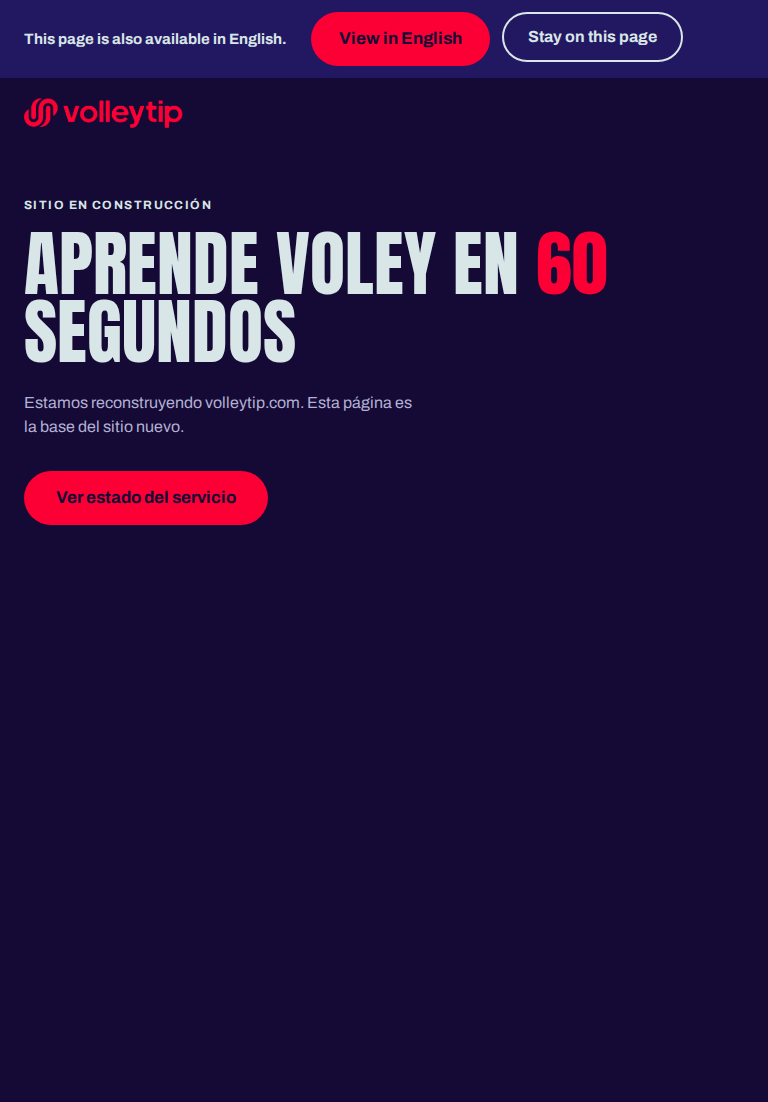 This page is also available in English.
View in English
Stay on this page
volleytip
SITIO EN CONSTRUCCIÓN
APRENDE VOLEY EN 60
SEGUNDOS
Estamos reconstruyendo volleytip.com. Esta página es
la base del sitio nuevo.
Ver estado del servicio